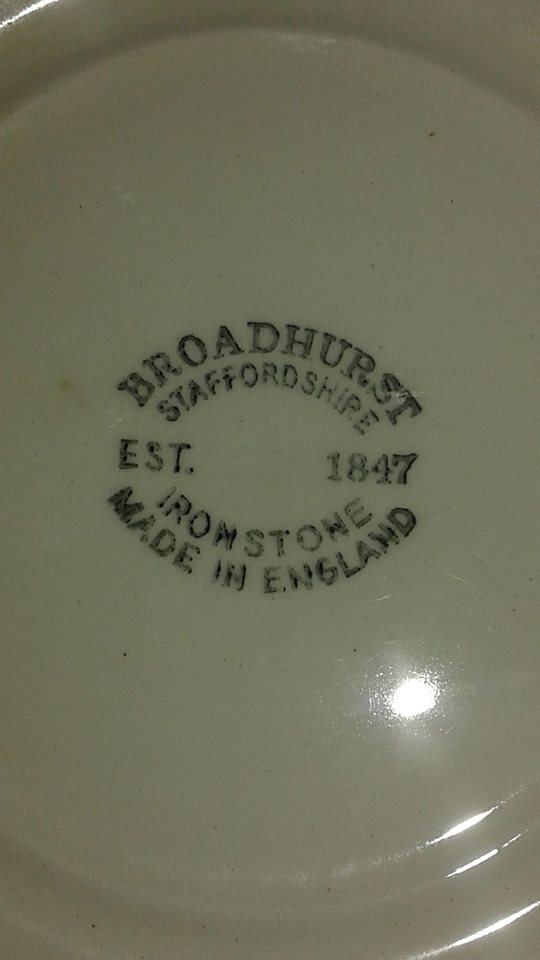 BROADHURST
STAFFORDSHIRE
EST. 1847
IRONSTONE
MADE IN ENGLAND